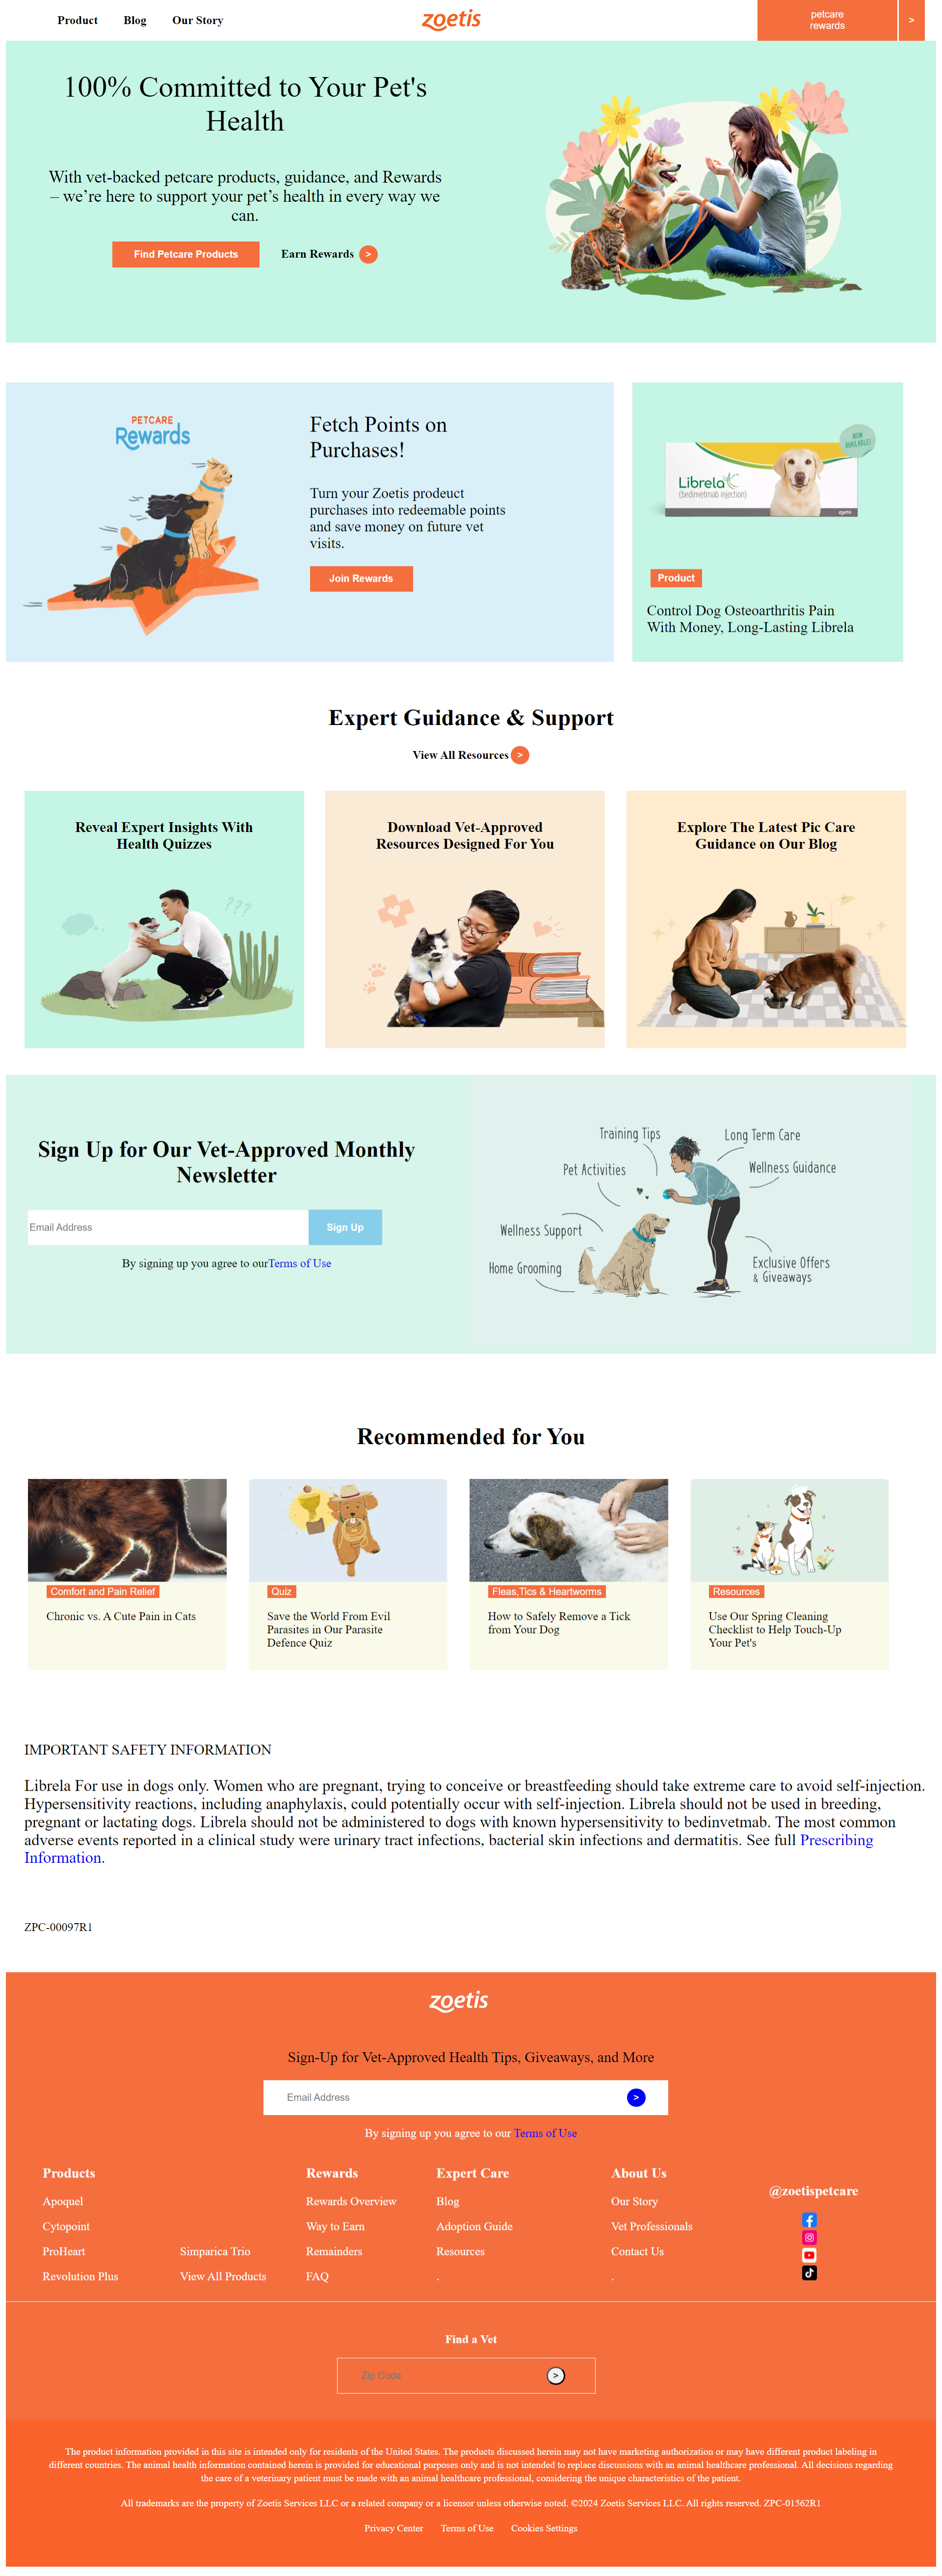 Product Blog Our Story
zoetis
petcare
rewards
>
100% Committed to Your Pet's
Health
With vet-backed petcare products, guidance, and Rewards
– we’re here to support your pet’s health in every way we
can.
Find Petcare Products
Earn Rewards >
PETCARE
Rewards
Fetch Points on
Purchases!
Turn your Zoetis prodeuct
purchases into redeemable points
and save money on future vet
visits.
Join Rewards
NOW
AVAILABLE!
Librela
(bedinvetmab injection)
zoetis
Product
Control Dog Osteoarthritis Pain
With Money, Long-Lasting Librela
Expert Guidance & Support
View All Resources >
Reveal Expert Insights With
Health Quizzes
???
Download Vet-Approved
Resources Designed For You
Explore The Latest Pic Care
Guidance on Our Blog
Sign Up for Our Vet-Approved Monthly
Newsletter
Email Address
Sign Up
By signing up you agree to ourTerms of Use
Training Tips
Long Term Care
Pet Activities
Wellness Guidance
Wellness Support
Home Grooming
Exclusive Offers
& Giveaways
Recommended for You
Comfort and Pain Relief
Chronic vs. A Cute Pain in Cats
Quiz
Save the World From Evil
Parasites in Our Parasite
Defence Quiz
Fleas,Tics & Heartworms
How to Safely Remove a Tick
from Your Dog
Resources
Use Our Spring Cleaning
Checklist to Help Touch-Up
Your Pet's
IMPORTANT SAFETY INFORMATION
Librela For use in dogs only. Women who are pregnant, trying to conceive or breastfeeding should take extreme care to avoid self-injection.
Hypersensitivity reactions, including anaphylaxis, could potentially occur with self-injection. Librela should not be used in breeding,
pregnant or lactating dogs. Librela should not be administered to dogs with known hypersensitivity to bedinvetmab. The most common
adverse events reported in a clinical study were urinary tract infections, bacterial skin infections and dermatitis. See full Prescribing
Information.
ZPC-00097R1
zoetis
Sign-Up for Vet-Approved Health Tips, Giveaways, and More
Email Address
>
By signing up you agree to our Terms of Use
Products
Apoquel
Cytopoint
ProHeart
Revolution Plus
Simparica Trio
View All Products
Rewards
Rewards Overview
Way to Earn
Remainders
FAQ
Expert Care
Blog
Adoption Guide
Resources
.
About Us
Our Story
Vet Professionals
Contact Us
.
@zoetispetcare
Find a Vet
Zip Code
>
The product information provided in this site is intended only for residents of the United States. The products discussed herein may not have marketing authorization or may have different product labeling in
different countries. The animal health information contained herein is provided for educational purposes only and is not intended to replace discussions with an animal healthcare professional. All decisions regarding
the care of a veterinary patient must be made with an animal healthcare professional, considering the unique characteristics of the patient.
All trademarks are the property of Zoetis Services LLC or a related company or a licensor unless otherwise noted. ©2024 Zoetis Services LLC. All rights reserved. ZPC-01562R1
Privacy Center Terms of Use Cookies Settings